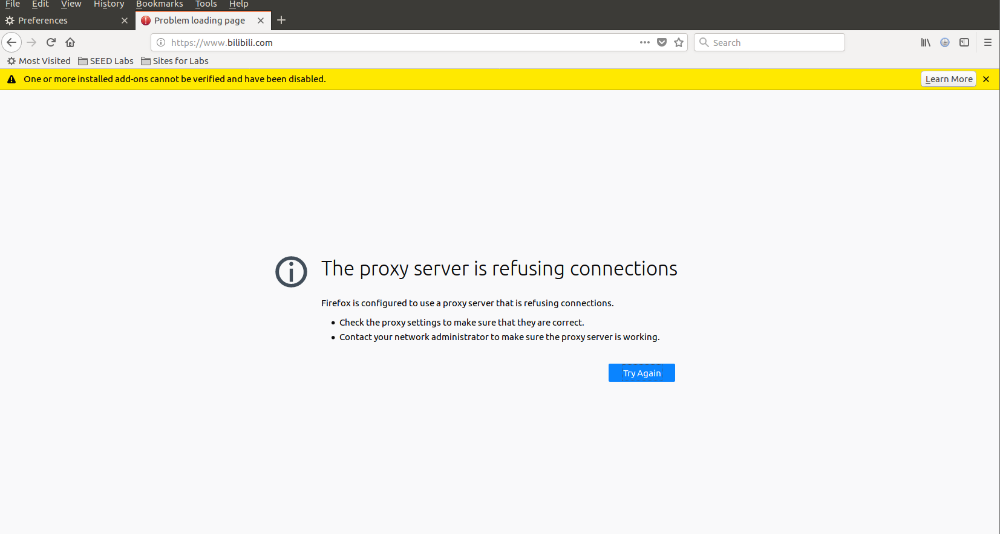 File Edit View History Bookmarks Tools Help
Preferences
Problem loading page
https://www.bilibili.com
Search
Most Visited SEED Labs Sites for Labs
One or more installed add-ons cannot be verified and have been disabled.
Learn More
The proxy server is refusing connections
Firefox is configured to use a proxy server that is refusing connections.
Check the proxy settings to make sure that they are correct.
Contact your network administrator to make sure the proxy server is working.
Try Again